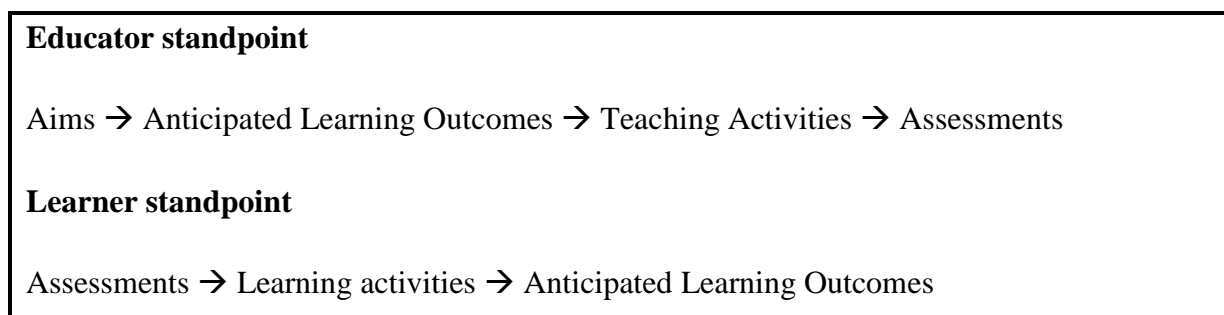 Educator standpoint
Aims → Anticipated Learning Outcomes → Teaching Activities → Assessments
Learner standpoint
Assessments → Learning activities → Anticipated Learning Outcomes